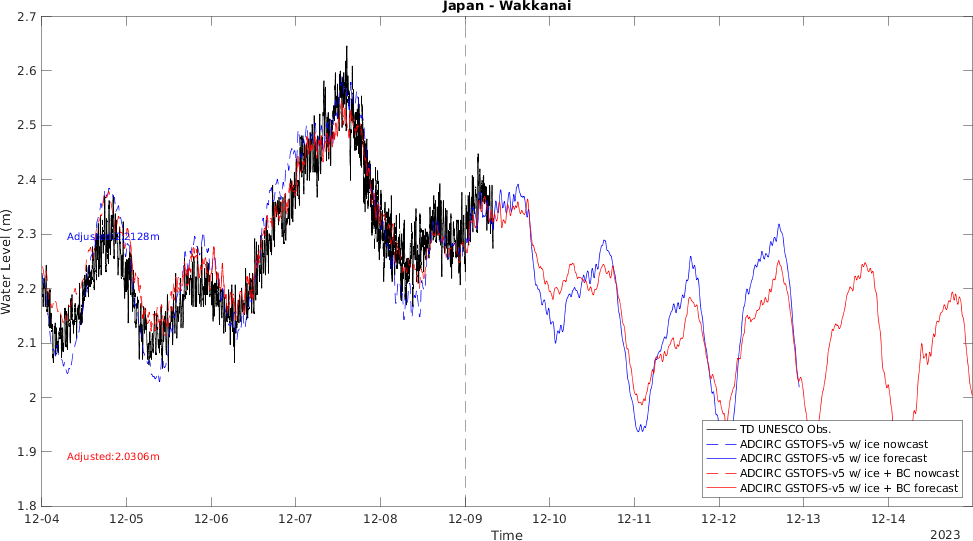 Japan - Wakkanai
2.7
2.6
2.5
2.4
2.3
2.2
2.1
2
1.9
1.8
Water Level (m)
Adjusted:2.2128m
Adjusted:2.0306m
TD UNESCO Obs.
ADCIRC GSTOFS-v5 w/ ice nowcast
ADCIRC GSTOFS-v5 w/ ice forecast
ADCIRC GSTOFS-v5 w/ ice + BC nowcast
ADCIRC GSTOFS-v5 w/ ice + BC forecast
12-04 12-05 12-06 12-07 12-08 12-09 12-10 12-11 12-12 12-13 12-14
Time
2023